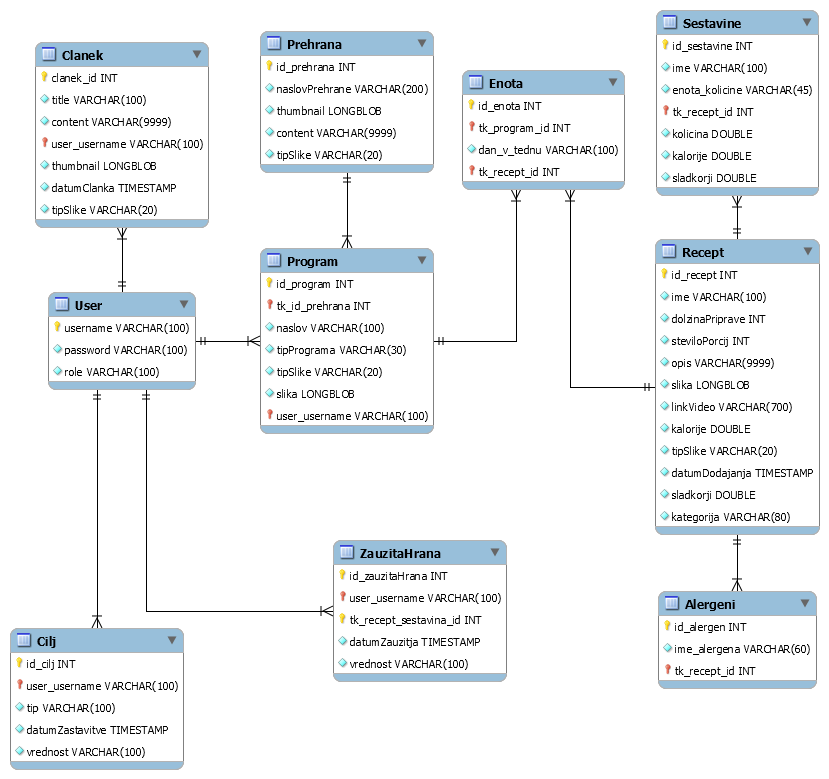 Clanek
clanek_id INT
title VARCHAR(100)
content VARCHAR(9999)
user_username VARCHAR(100)
thumbnail LONGBLOB
datumClanka TIMESTAMP
tipSlike VARCHAR(20)
Prehrana
id_prehrana INT
naslovPrehrane VARCHAR(200)
thumbnail LONGBLOB
content VARCHAR(9999)
tipSlike VARCHAR(20)
Enota
id_enota INT
tk_program_id INT
dan_v_tednu VARCHAR(100)
tk_recept_id INT
Sestavine
id_sestavine INT
ime VARCHAR(100)
enota_kolicine VARCHAR(45)
tk_recept_id INT
kolicina DOUBLE
kalorije DOUBLE
sladkorji DOUBLE
User
username VARCHAR(100)
password VARCHAR(100)
role VARCHAR(100)
Program
id_program INT
tk_id_prehrana INT
naslov VARCHAR(100)
tipPrograma VARCHAR(30)
tipSlike VARCHAR(20)
slika LONGBLOB
user_username VARCHAR(100)
Recept
id_recept INT
ime VARCHAR(100)
dolzinaPriprave INT
steviloPorcij INT
opis VARCHAR(9999)
slika LONGBLOB
linkVideo VARCHAR(700)
kalorije DOUBLE
tipSlike VARCHAR(20)
datumDodajanja TIMESTAMP
sladkorji DOUBLE
kategorija VARCHAR(80)
ZauzitaHrana
id_zauzitaHrana INT
user_username VARCHAR(100)
tk_recept_sestavina_id INT
datumZauzitja TIMESTAMP
vrednost VARCHAR(100)
Alergeni
id_alergen INT
ime_alergena VARCHAR(60)
tk_recept_id INT
Cilj
id_cilj INT
user_username VARCHAR(100)
tip VARCHAR(100)
datumZastavitve TIMESTAMP
vrednost VARCHAR(100)